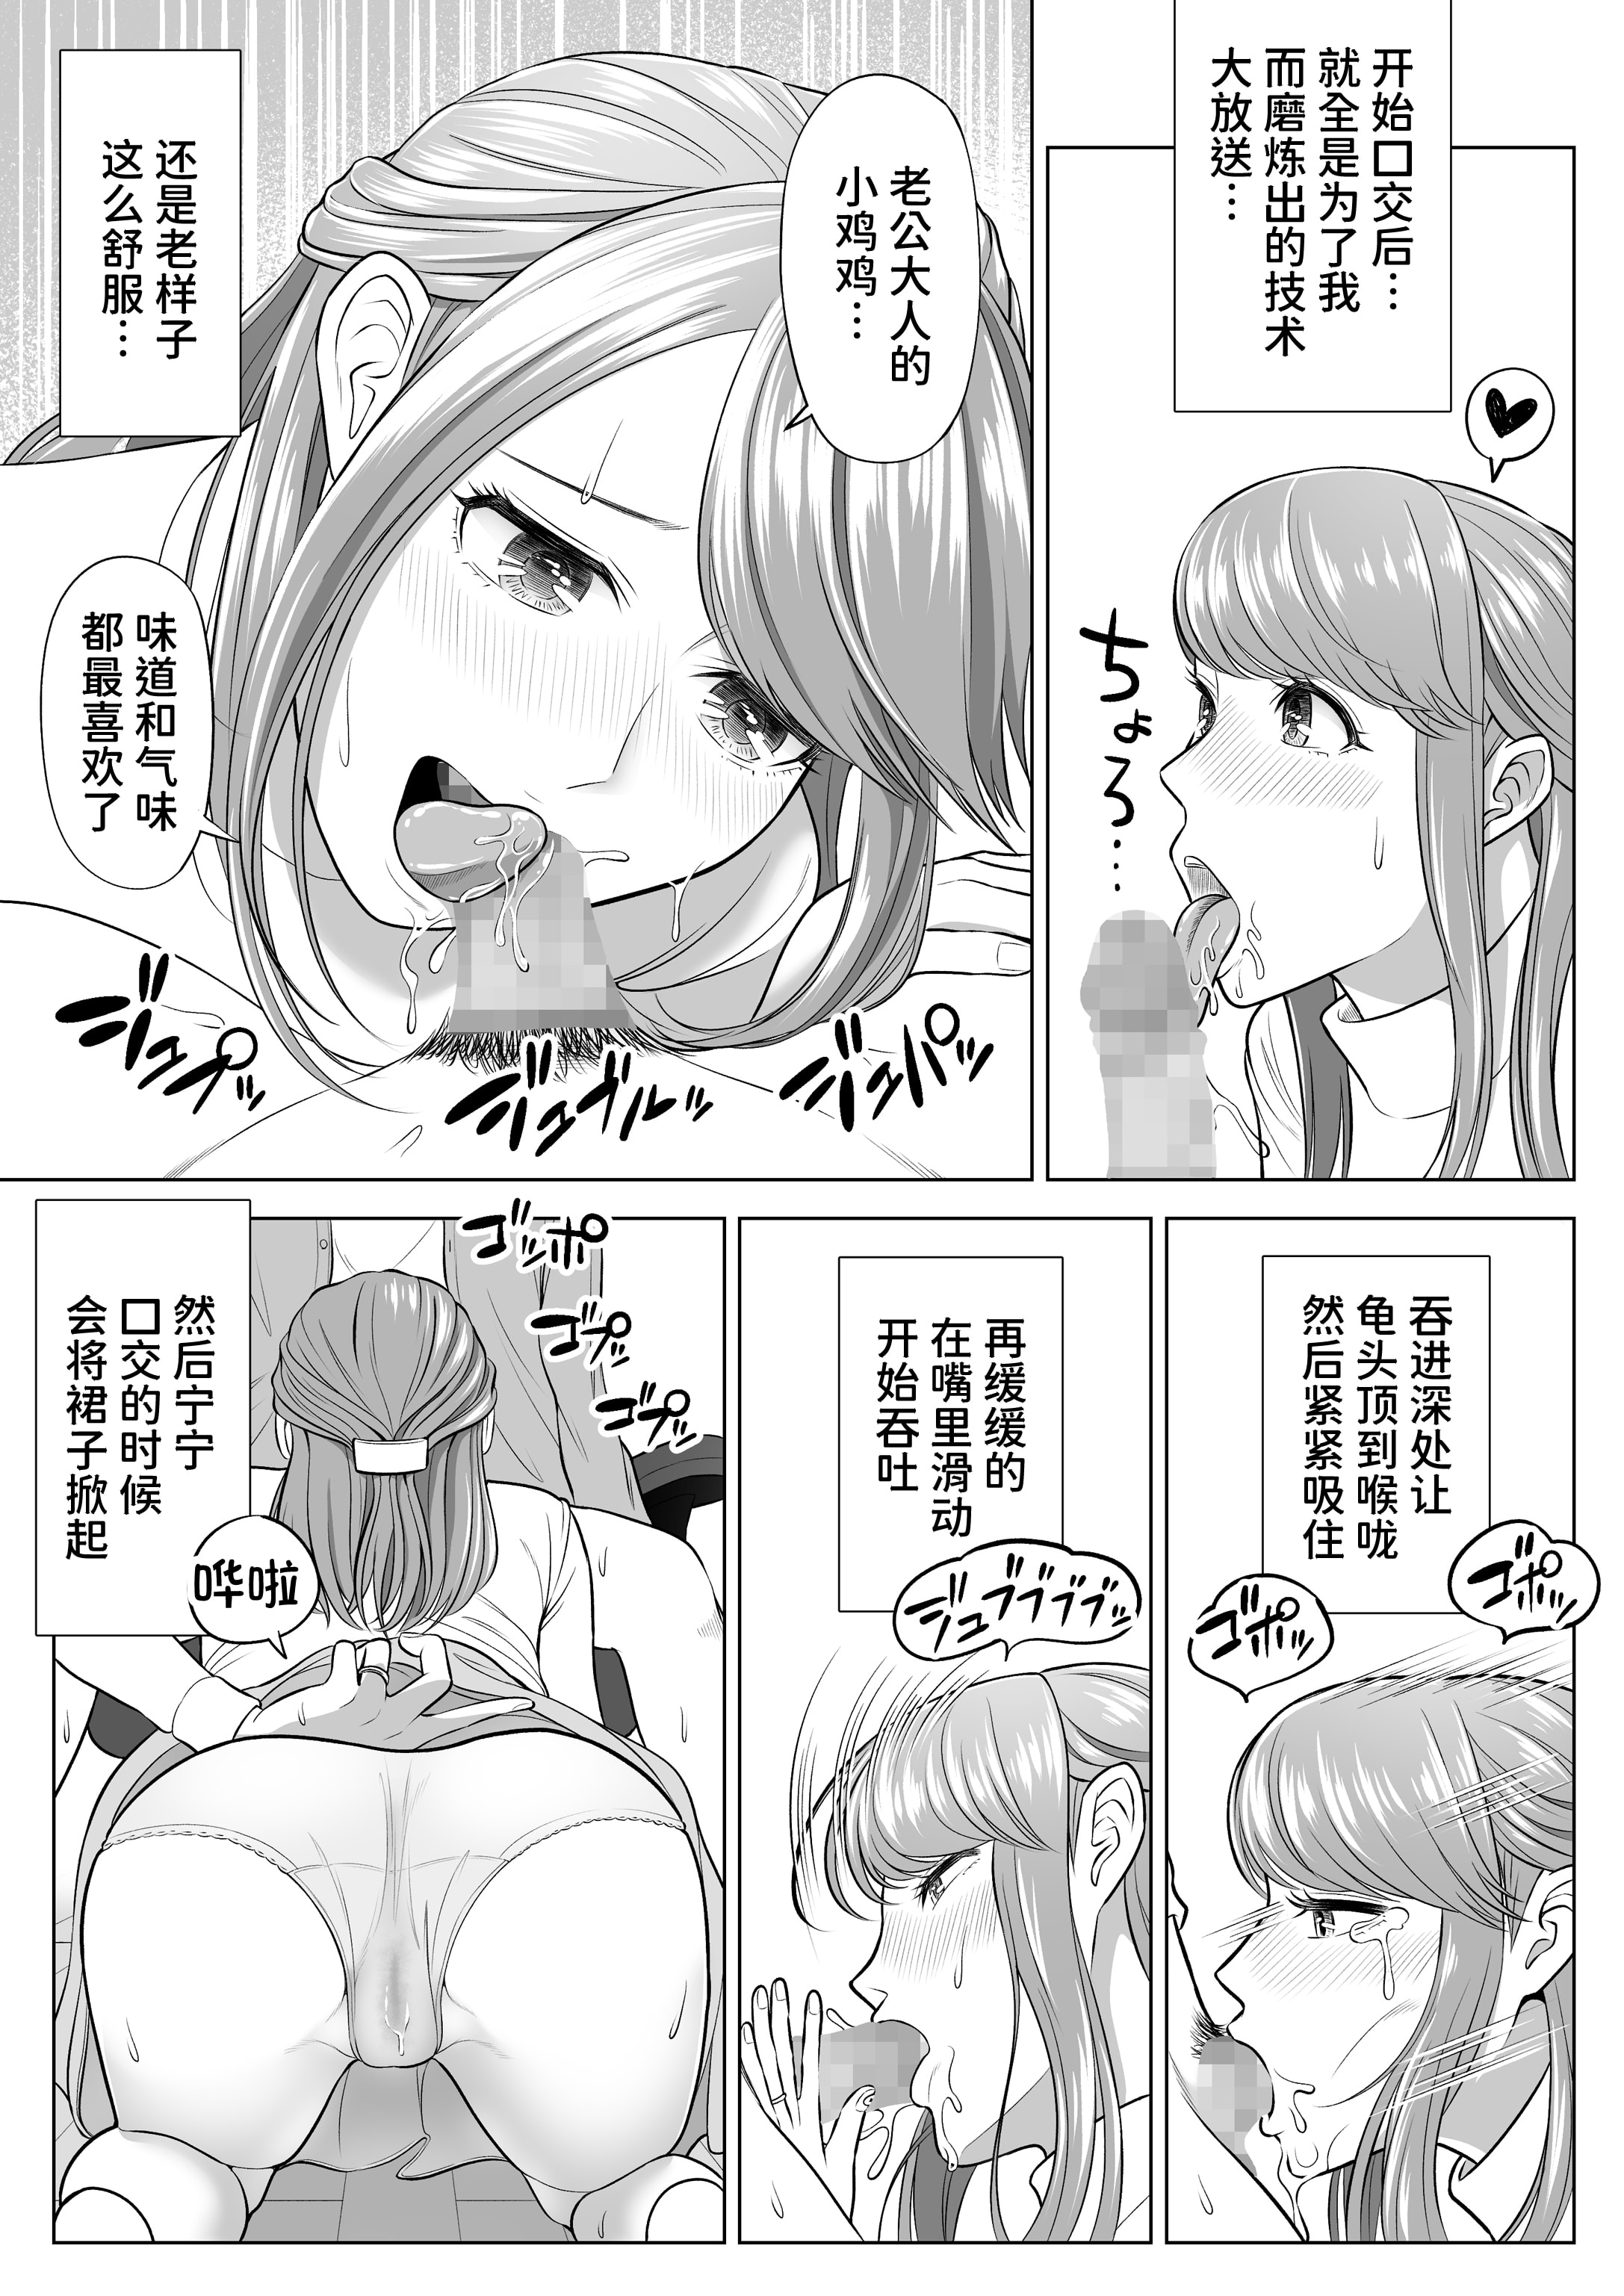 开始口交后…
就全是为了我
而磨炼出的技术
大放送…
ちょろ…
老公大人的
小鸡鸡…
还是老样子
这么舒服…
味道和气味
都最喜欢了
ジュパッ
ジュブルッ
ジュプッ
吞进深处让
龟头顶到喉咙
然后紧紧吸住
ゴポッ
ゴポッ
再缓缓的
在嘴里滑动
开始吞吐
ジュブブブブッ
ゴッポ
ゴプッ
ゴプッ
然后宁宁
口交的时候
会将裙子掀起
哗啦